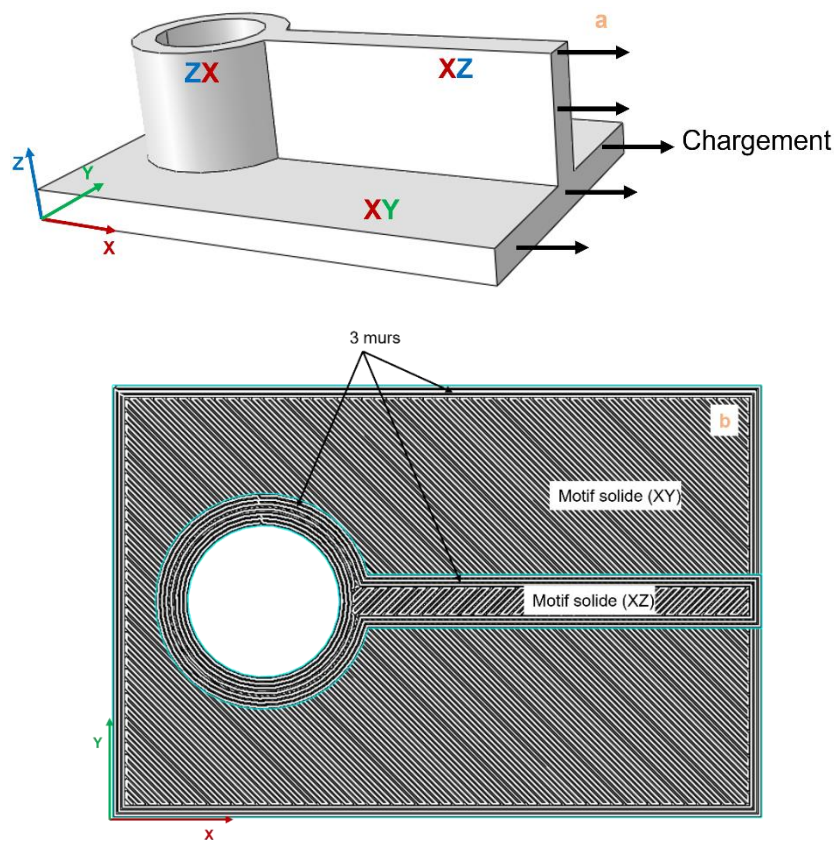 a
ZX
XZ
Chargement
Z
Y
XY
X
3 murs
b
Motif solide (XY)
Motif solide (XZ)
Y
X